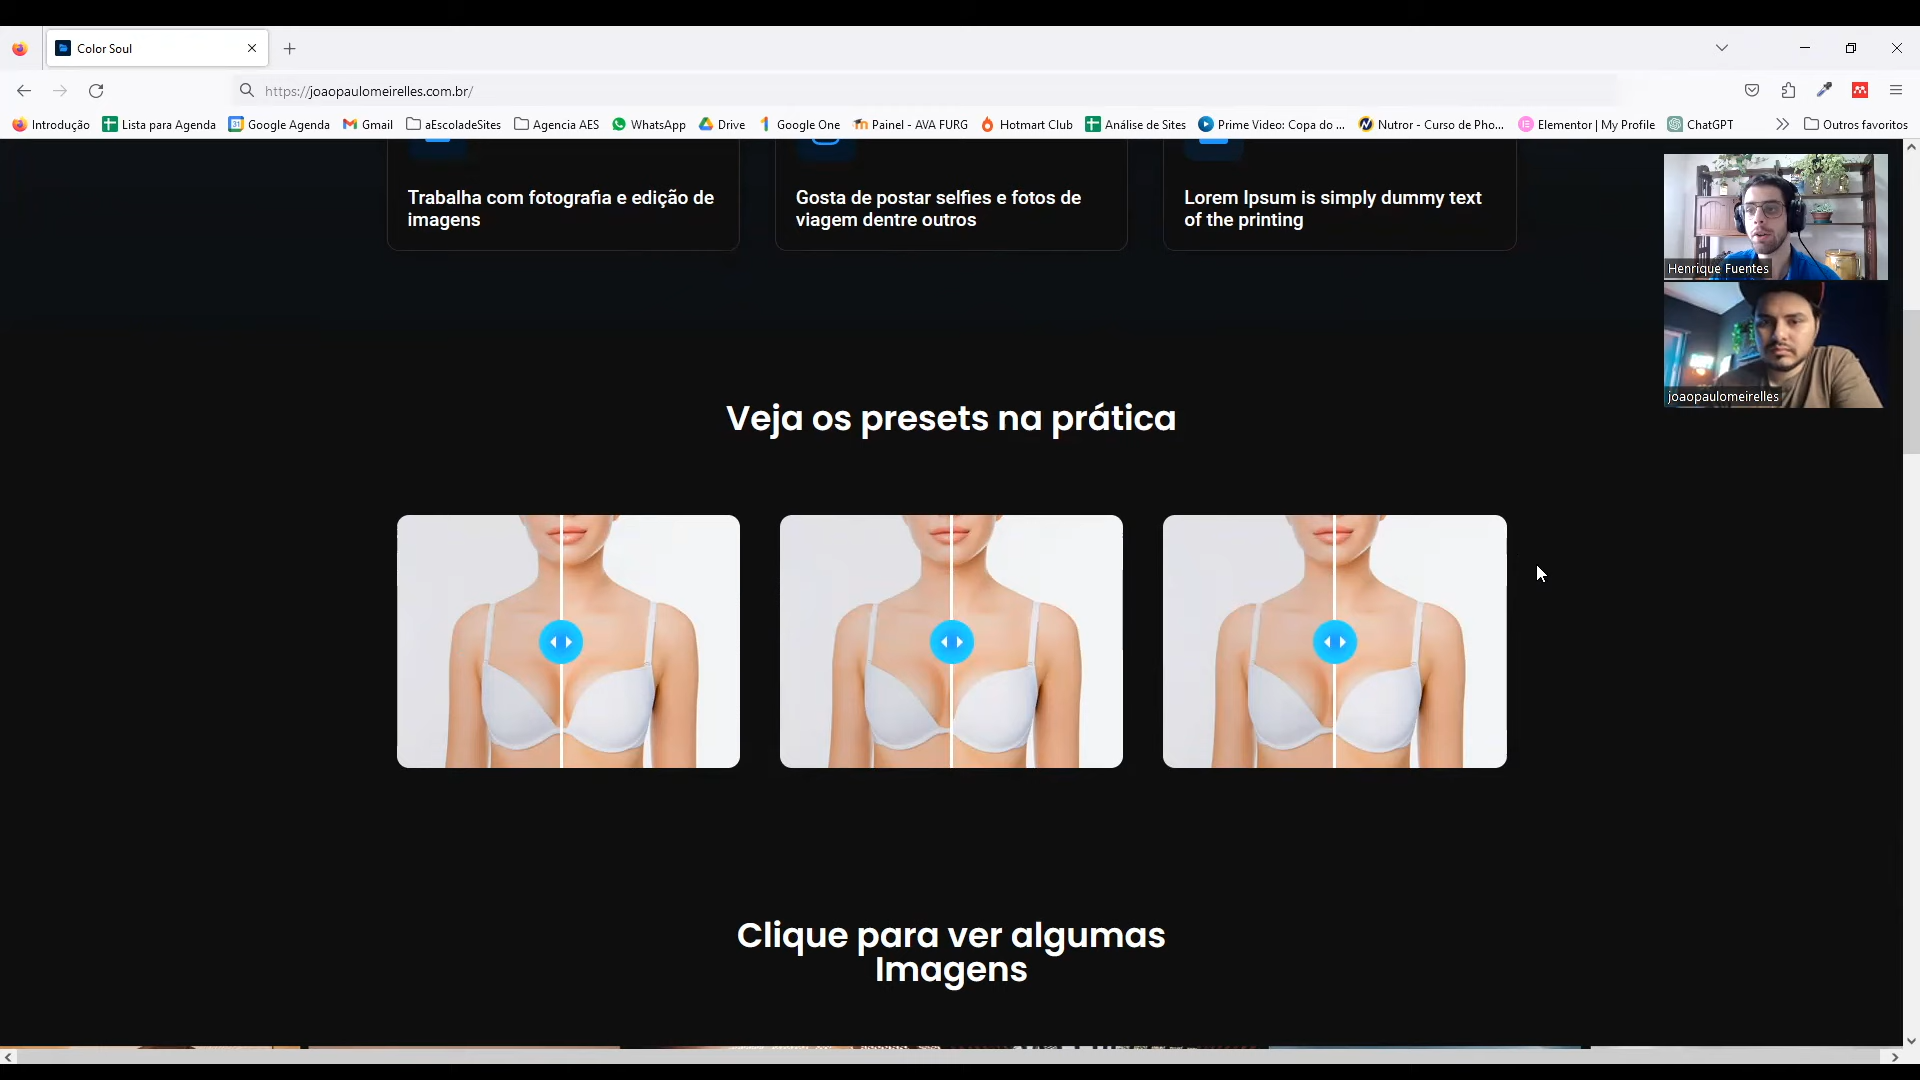 Color Soul
https://joaopaulomeirelles.com.br/
Introdução
Lista para Agenda
Google Agenda
Gmail
aEscoladeSites
Agencia AES
WhatsApp
Drive
Google One
Painel - AVA FURG
Hotmart Club
Análise de Sites
Prime Video: Copa do ...
Nutror - Curso de Pho...
Elementor | My Profile
ChatGPT
Outros favoritos
Trabalha com fotografia e edição de
imagens
Gosta de postar selfies e fotos de
viagem dentre outros
Lorem Ipsum is simply dummy text
of the printing
Henrique Fuentes
joaopaulomeirelles
Veja os presets na prática
Clique para ver algumas
Imagens